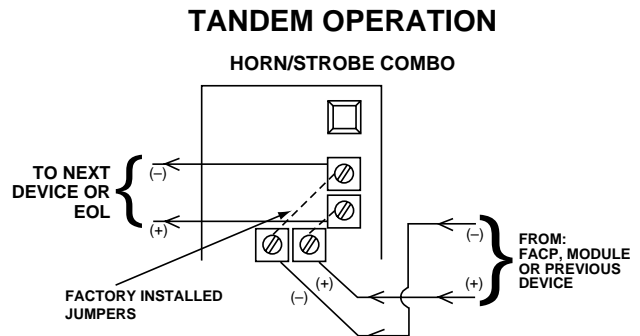 TANDEM OPERATION
HORN/STROBE COMBO
TO NEXT
DEVICE OR
EOL
(–)
(+)
(–)
(+)
FROM:
FACP, MODULE
OR PREVIOUS
DEVICE
(+)
(–)
FACTORY INSTALLED
JUMPERS